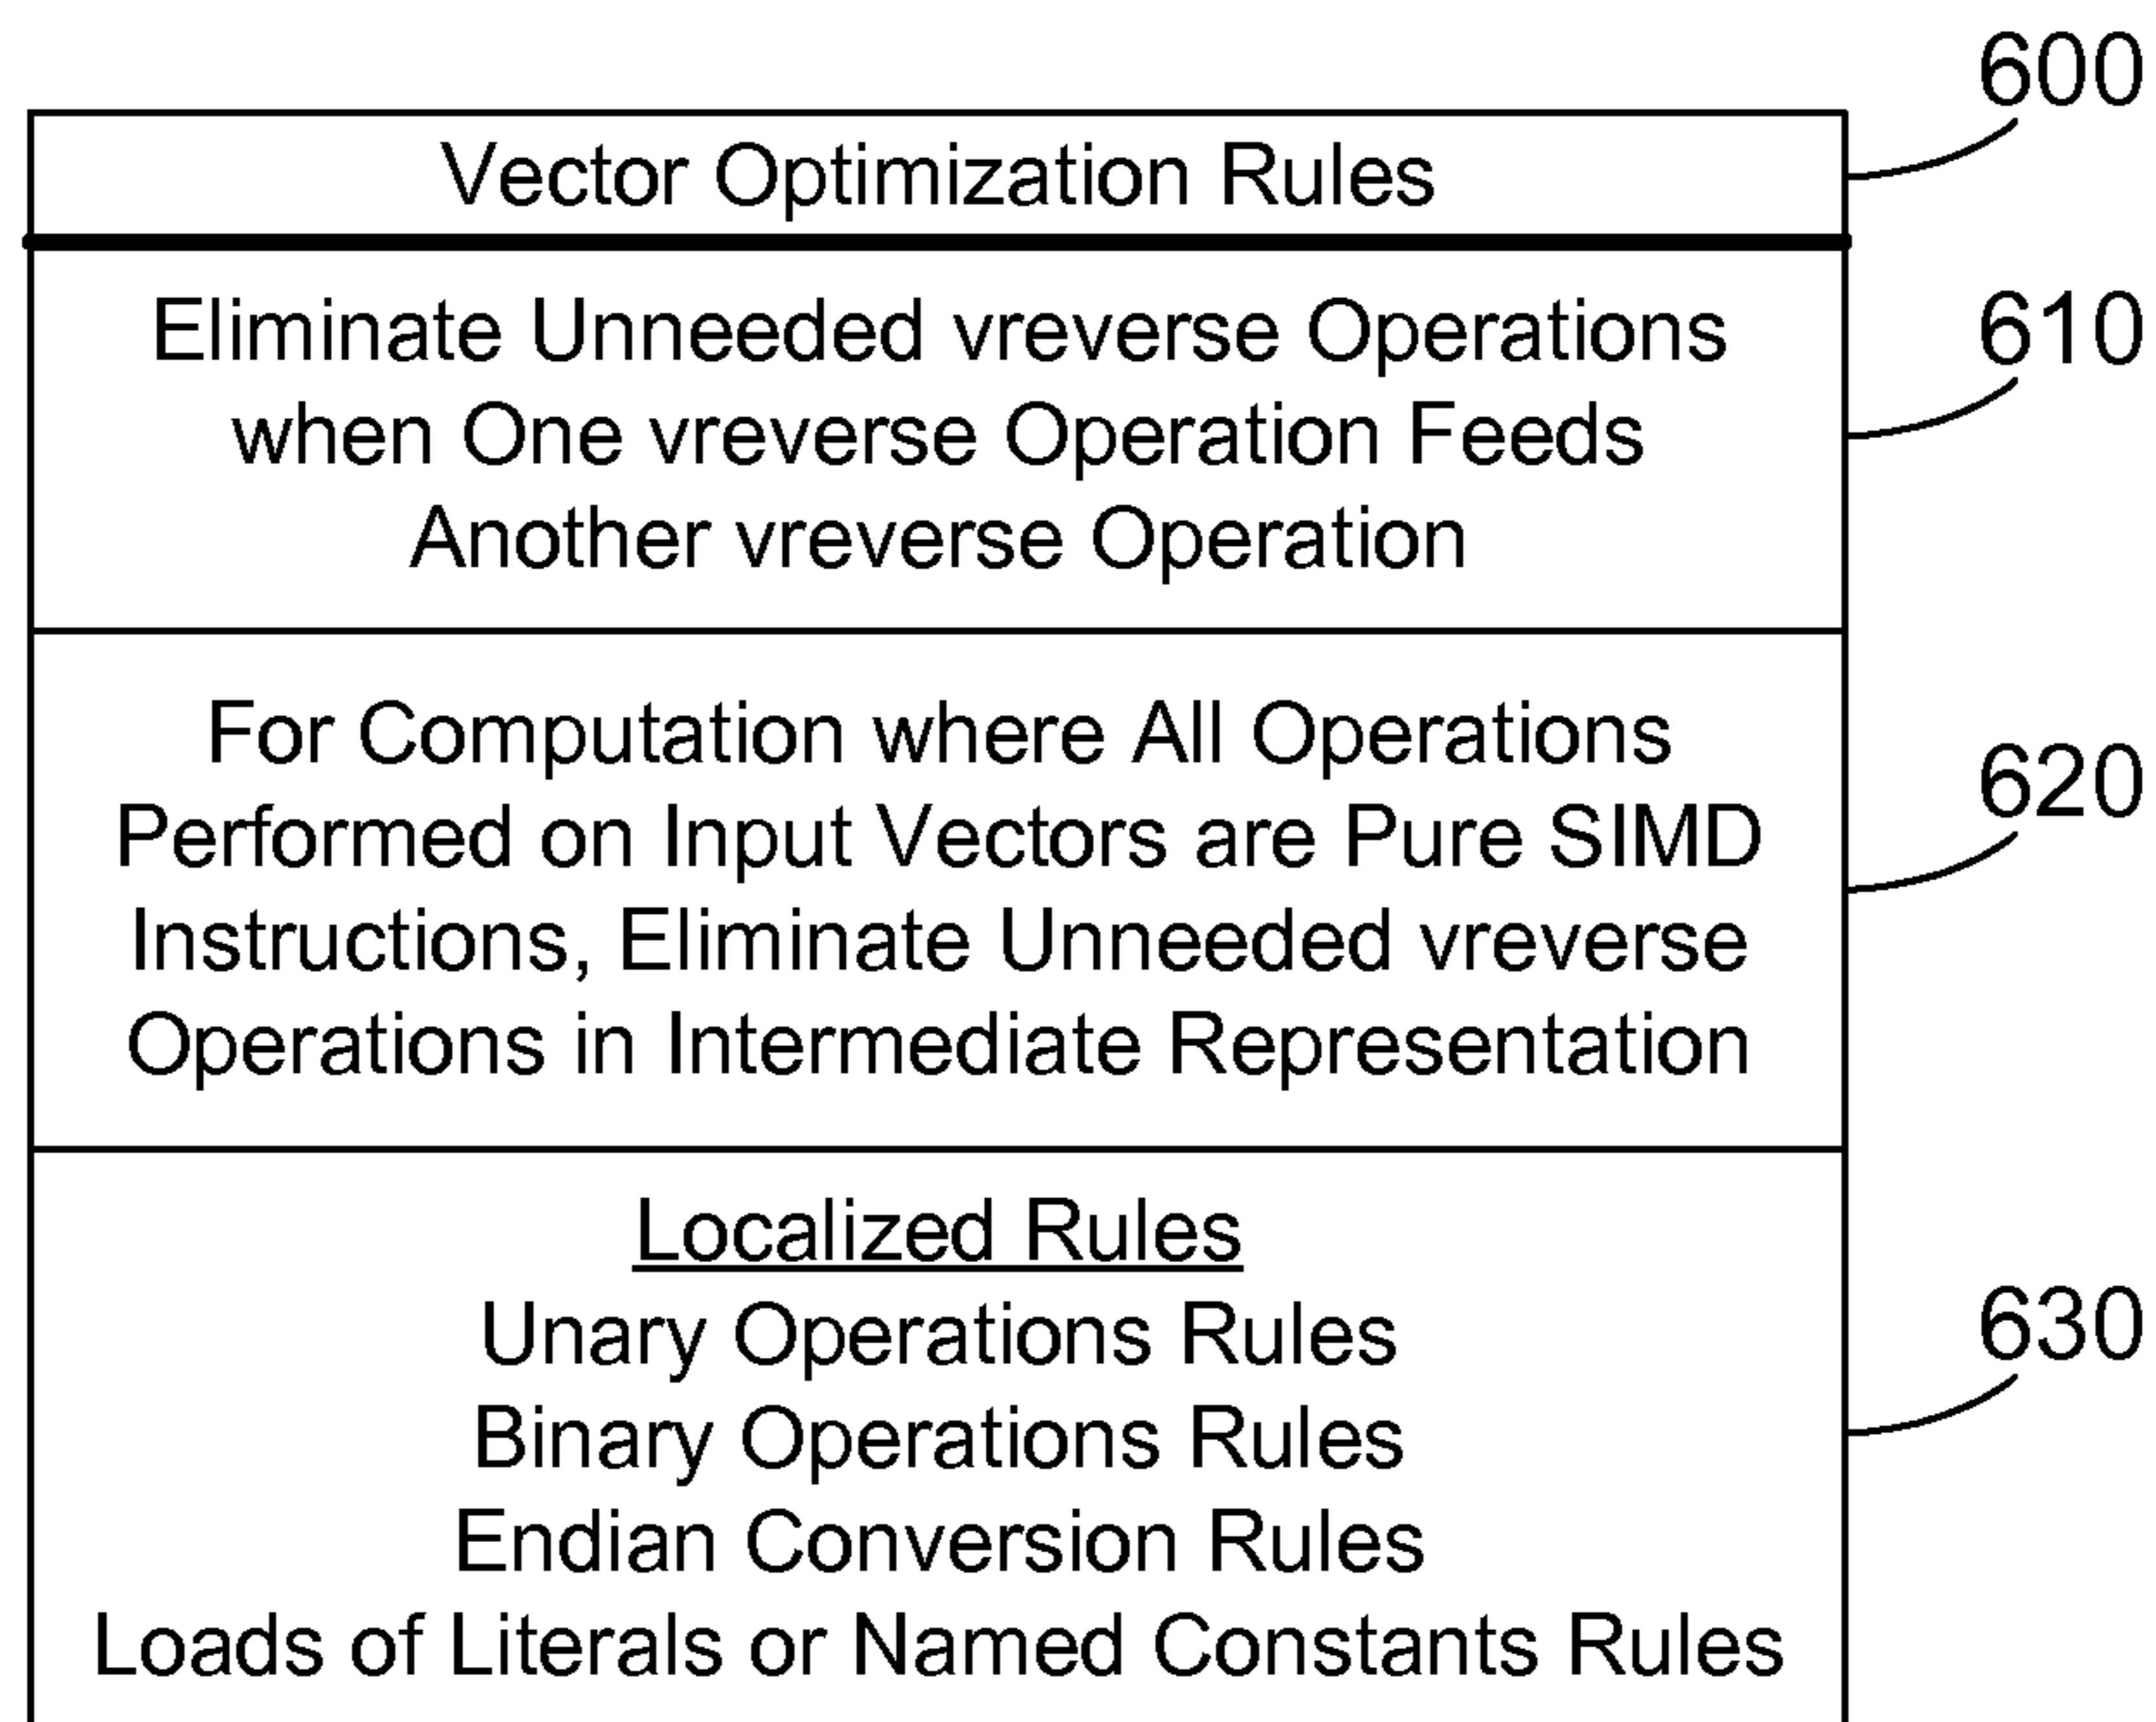 600
Vector Optimization Rules
610
Eliminate Unneeded vreverse Operations
when One vreverse Operation Feeds
Another vreverse Operation
620
For Computation where All Operations
Performed on Input Vectors are Pure SIMD
Instructions, Eliminate Unneeded vreverse
Operations in Intermediate Representation
630
Localized Rules
Unary Operations Rules
Binary Operations Rules
Endian Conversion Rules
Loads of Literals or Named Constants Rules